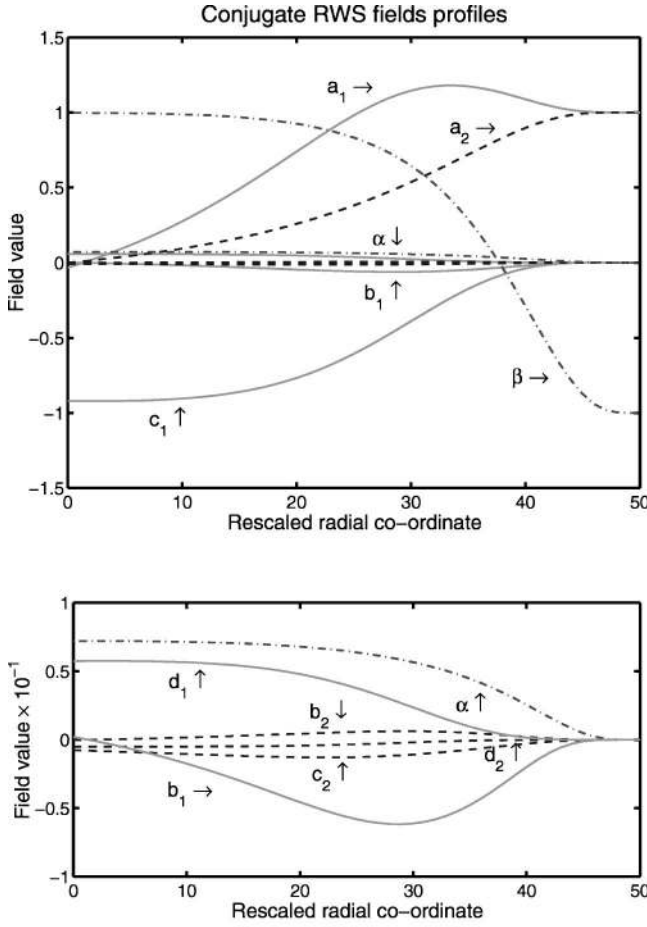 Conjugate RWS fields profiles
1.5
1
0.5
0
−0.5
−1
−1.5
Field value
a₁ →
a₂ →
α ↓
b₁ ↑
β →
c₁ ↑
0 10 20 30 40 50
Rescaled radial co−ordinate
1
0.5
0
−0.5
−1
Field value × 10⁻¹
d₁ ↑
α ↑
b₂ ↓
d₂ ↑
c₂ ↑
b₁ →
0 10 20 30 40 50
Rescaled radial co−ordinate